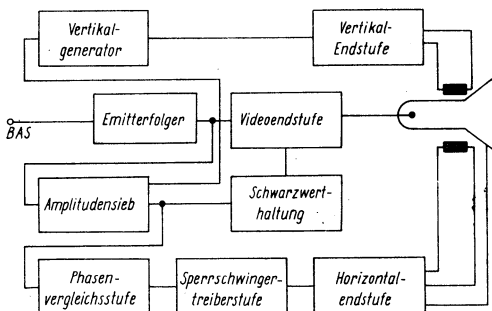 Vertikal-
generator
Vertikal-
Endstufe
BAS
Emitterfolger
Videoendstufe
Amplitudensieb
Schwarzwert-
haltung
Phasen-
vergleichsstufe
Sperrschwinger-
treiberstufe
Horizontal-
endstufe